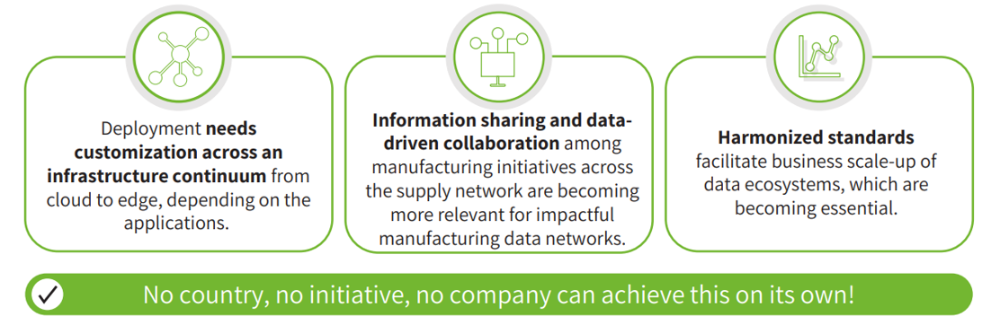 Deployment needs
customization across an
infrastructure continuum from
cloud to edge, depending on the
applications.
Information sharing and data-
driven collaboration among
manufacturing initiatives across
the supply network are becoming
more relevant for impactful
manufacturing data networks.
Harmonized standards
facilitate business scale-up of
data ecosystems, which are
becoming essential.
No country, no initiative, no company can achieve this on its own!